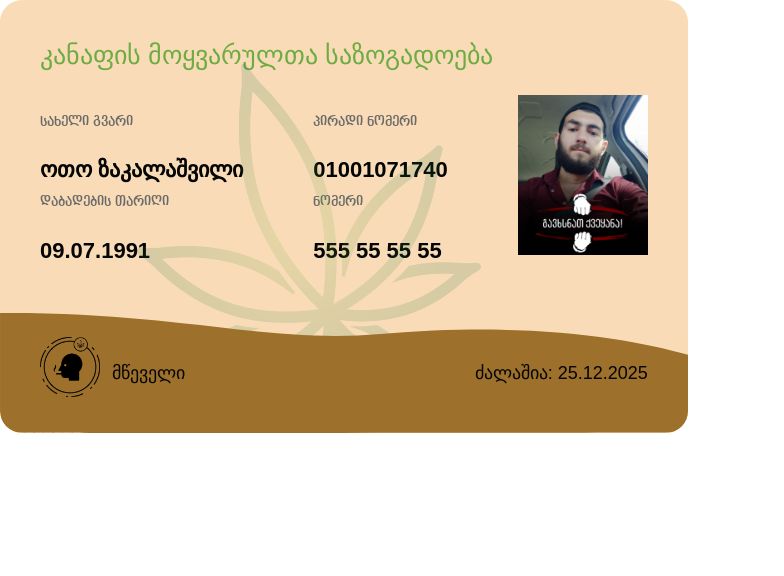 კანაფის მოყვარულთა საზოგადოება
სახელი გვარი
პირადი ნომერი
ოთო ზაკალაშვილი
01001071740
დაბადების თარიღი
ნომერი
09.07.1991
555 55 55 55
გავხსნათ ქვეყანა!
მწეველი
ძალაშია: 25.12.2025